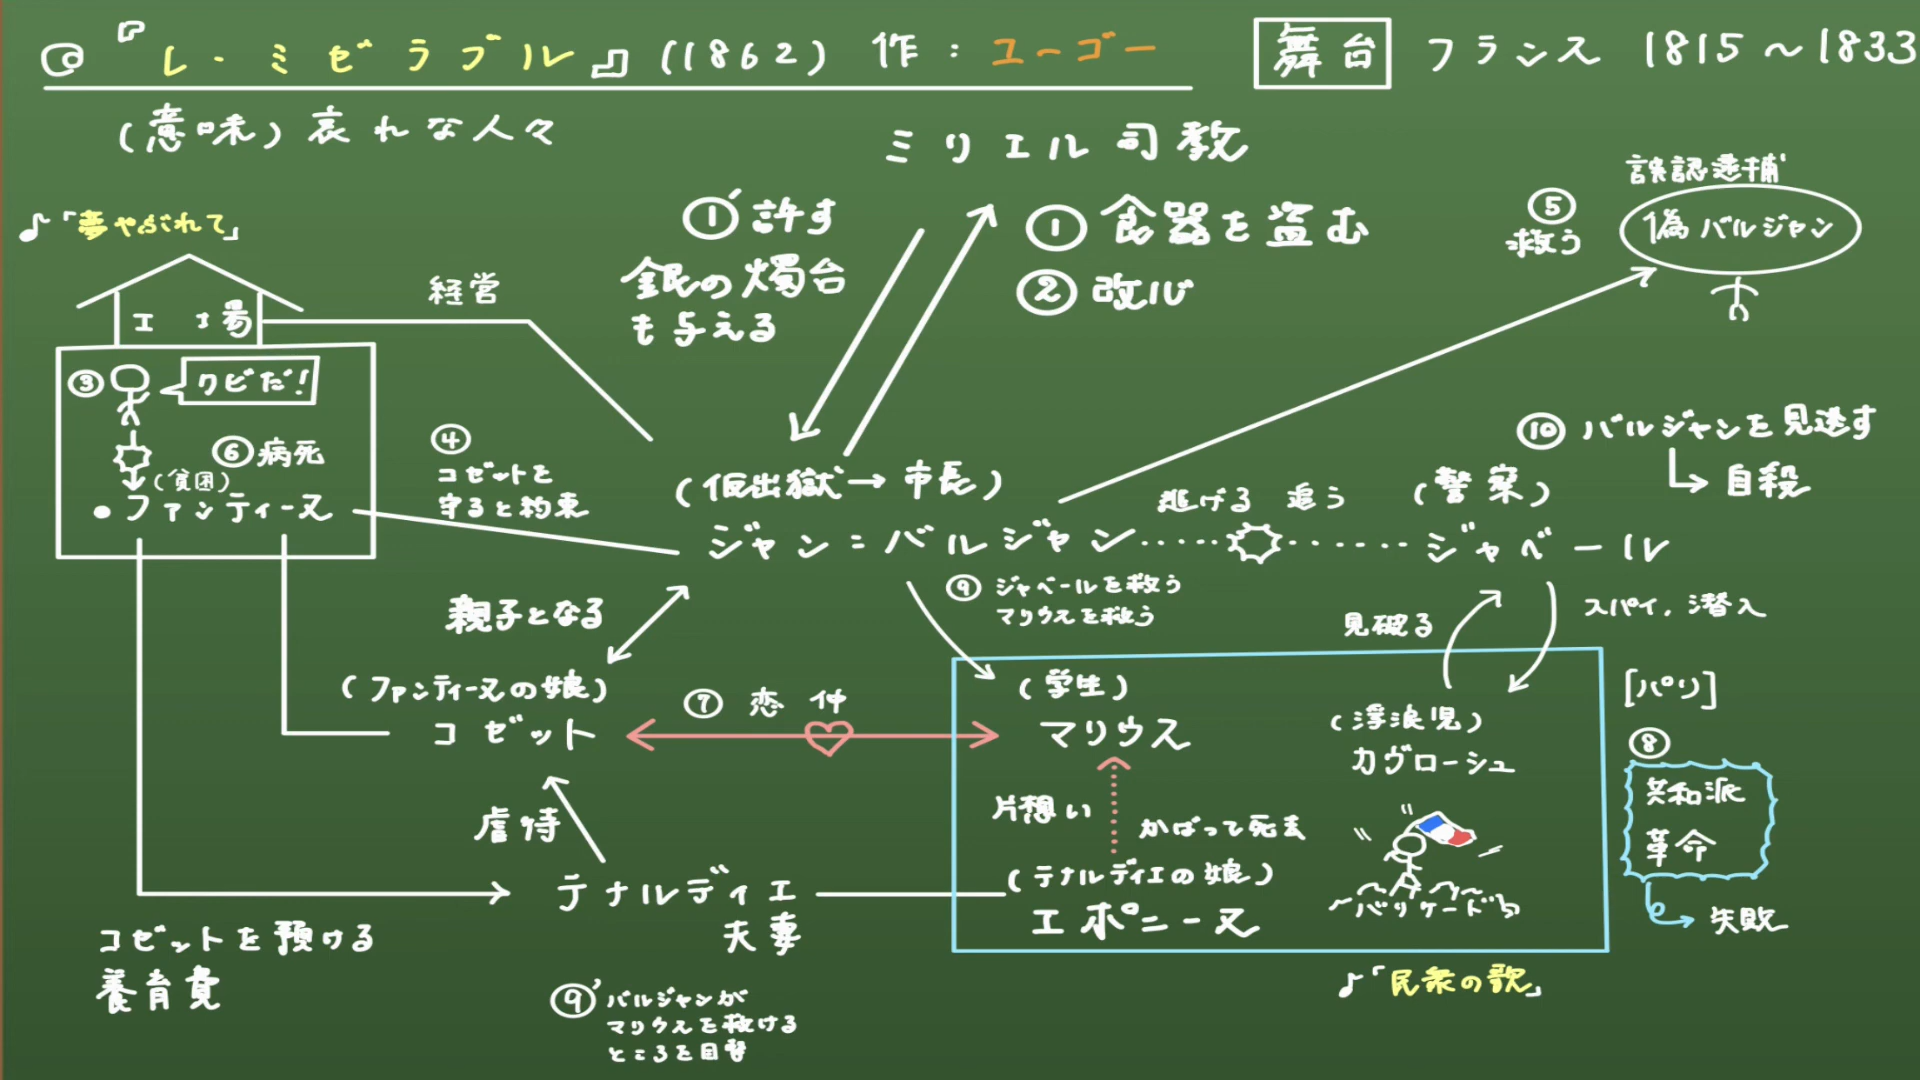 『レ・ミゼラブル』(1862) 作：ユーゴー
舞台 フランス 1815～1833
(意味) 哀れな人々
ミリエル司教
♪「夢やぶれて」
①′許す
銀の燭台
も与える
① 食器を盗む
② 改心
誤認逮捕
偽バルジャン
⑤
救う
経営
工場
③ クビだ!
⑥病死
(貧困)
・ファンティーヌ
④
コゼットを
守ると約束
(仮出獄→市長)
ジャン=バルジャン
逃げる 追う
(警察)
ジャベール
⑩ バルジャンを見逃す
自殺
⑨ ジャベールを救う
マリウスを救う
見破る
スパイ, 潜入
親子となる
(ファンティーヌの娘)
コゼット
⑦ 恋仲
(学生)
マリウス
(浮浪児)
ガヴローシュ
[パリ]
⑧
共和派
革命
失敗
片想い
かばって死去
(テナルディエの娘)
エポニーヌ
バリケード
♪「民衆の歌」
虐待
テナルディエ
夫妻
コゼットを預ける
養育費
⑨′バルジャンが
マリウスを救ける
ところを目撃